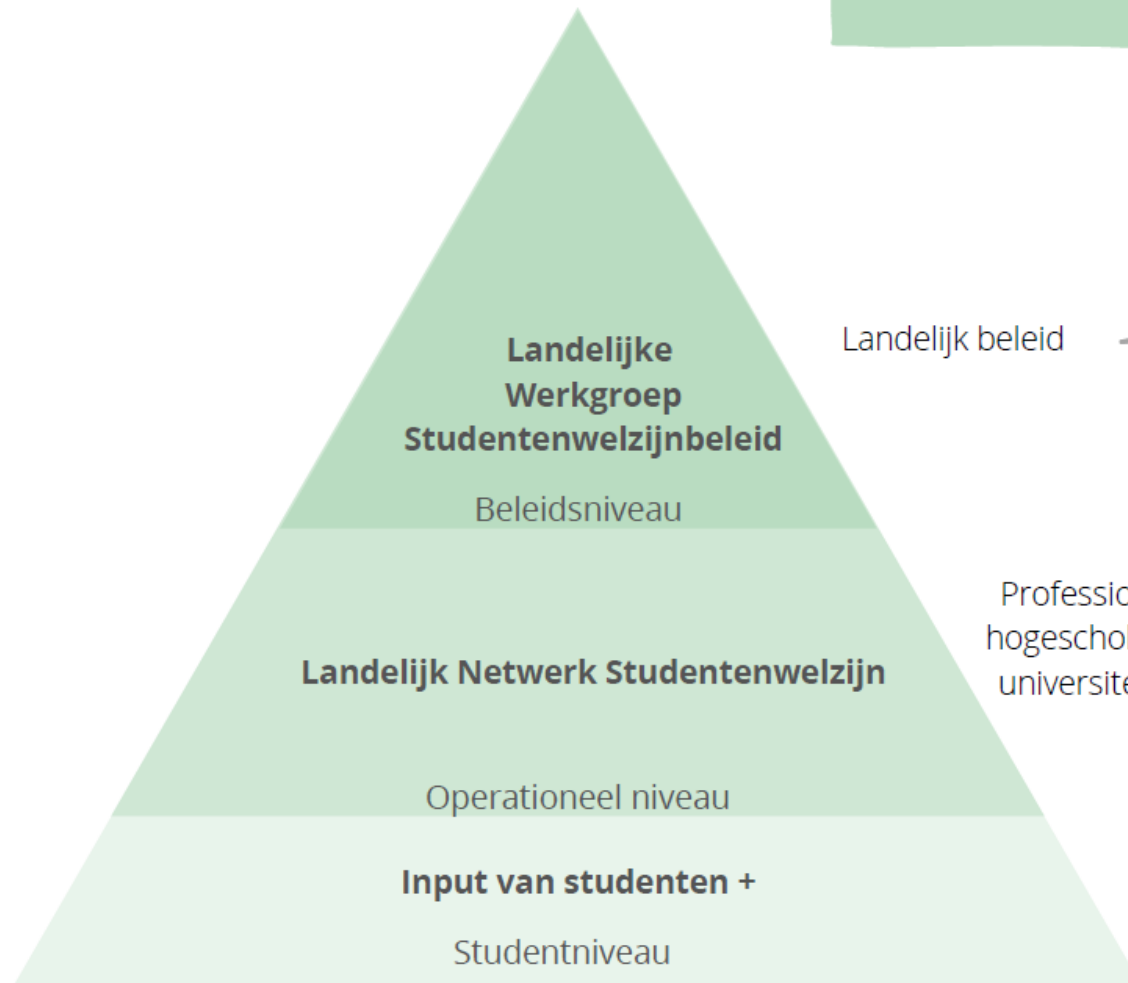 Landelijke
Werkgroep
Studentenwelzijnbeleid
Beleidsniveau
Landelijk beleid
Landelijk Netwerk Studentenwelzijn
Operationeel niveau
Input van studenten +
Studentniveau